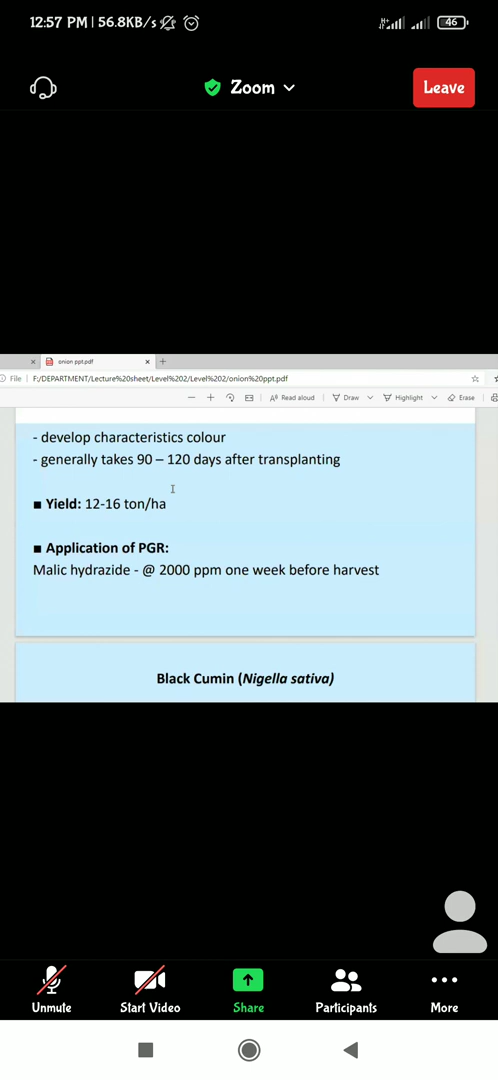 12:57 PM | 56.8KB/s
H+
46
Zoom
Leave
onion ppt.pdf
File | F:/DEPARTMENT/Lecture%20sheet/Level%202/Level%202/onion%20ppt.pdf
Read aloud | Draw Highlight Erase
- develop characteristics colour
- generally takes 90 – 120 days after transplanting
■ Yield: 12-16 ton/ha
■ Application of PGR:
Malic hydrazide - @ 2000 ppm one week before harvest
Black Cumin (Nigella sativa)
Unmute Start Video Share Participants More